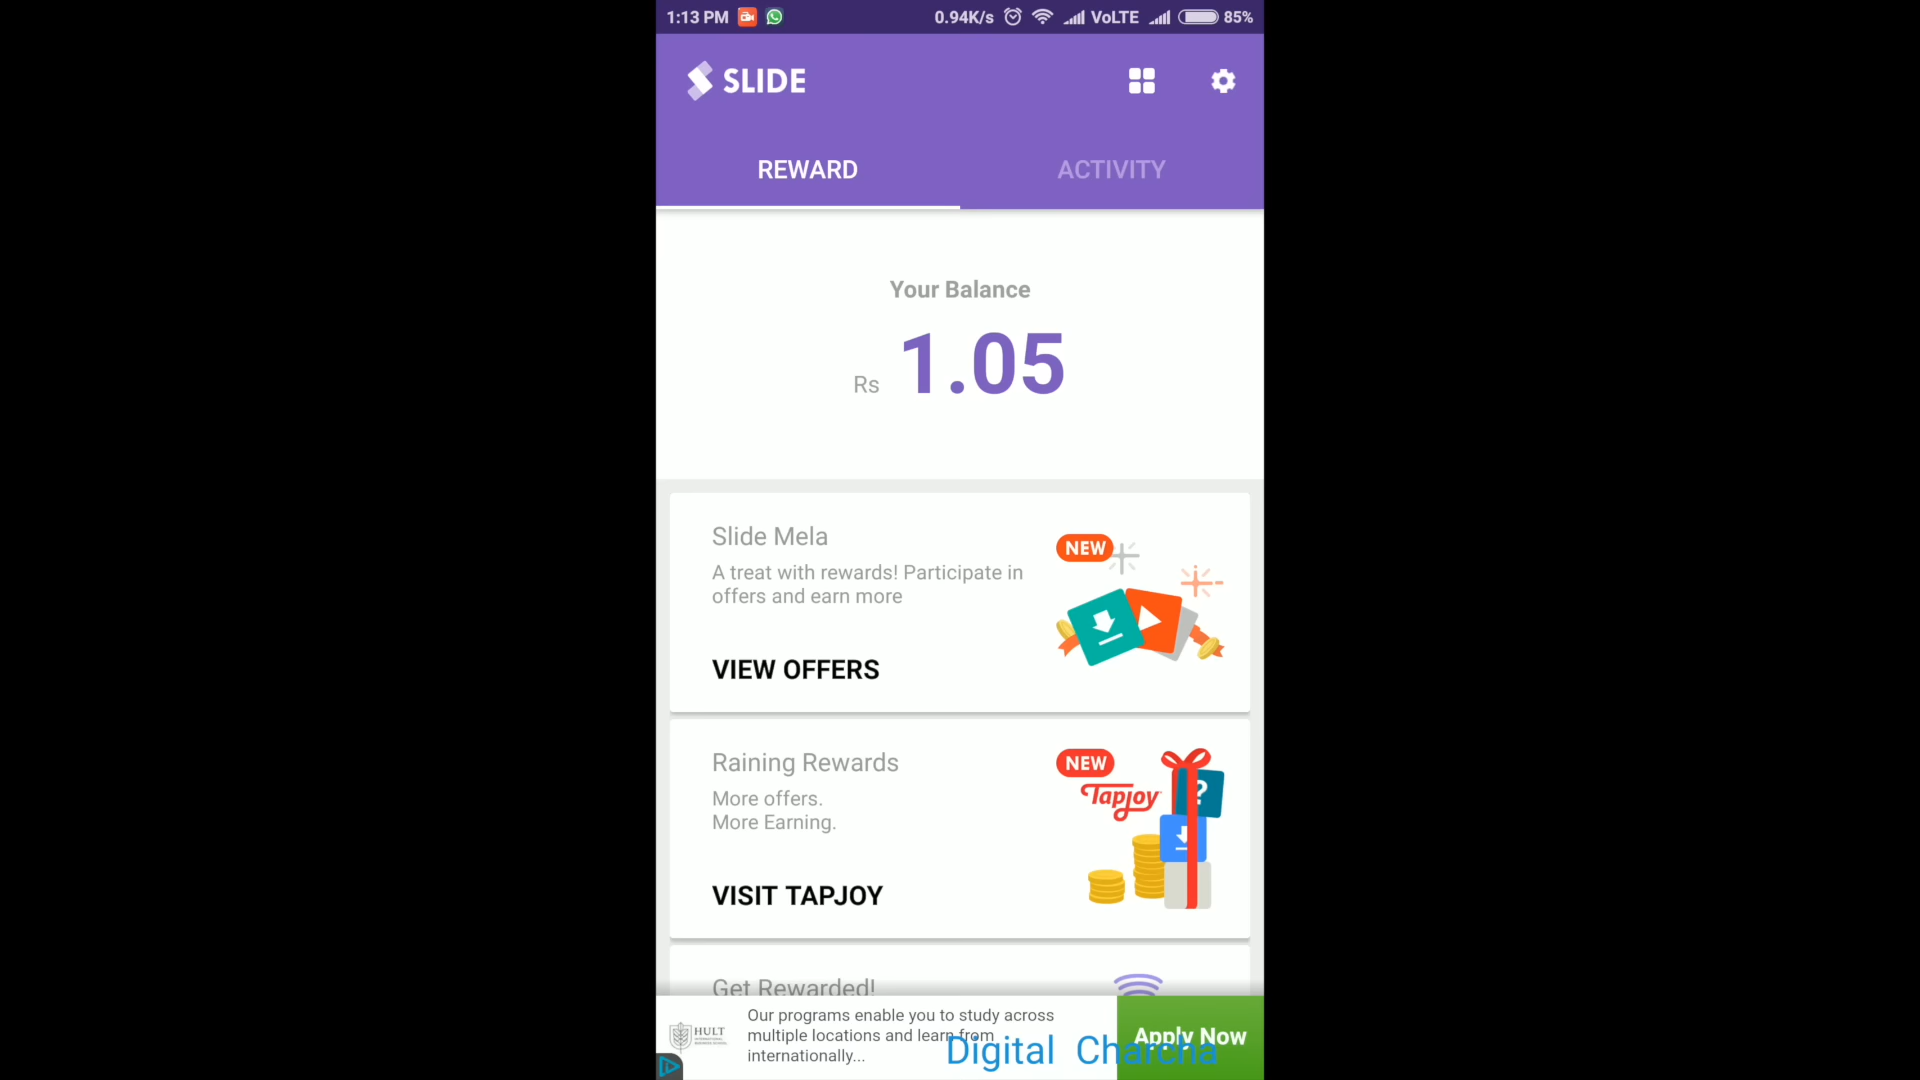 1:13 PM 0.94K/s VoLTE 85%
SLIDE
REWARD ACTIVITY
Your Balance
Rs 1.05
Slide Mela
NEW
A treat with rewards! Participate in
offers and earn more
VIEW OFFERS
Raining Rewards
NEW
Tapjoy
?
More offers.
More Earning.
VISIT TAPJOY
Get Rewarded!
HULT
Our programs enable you to study across
multiple locations and learn from
internationally...
Apply Now
Digital Charcha